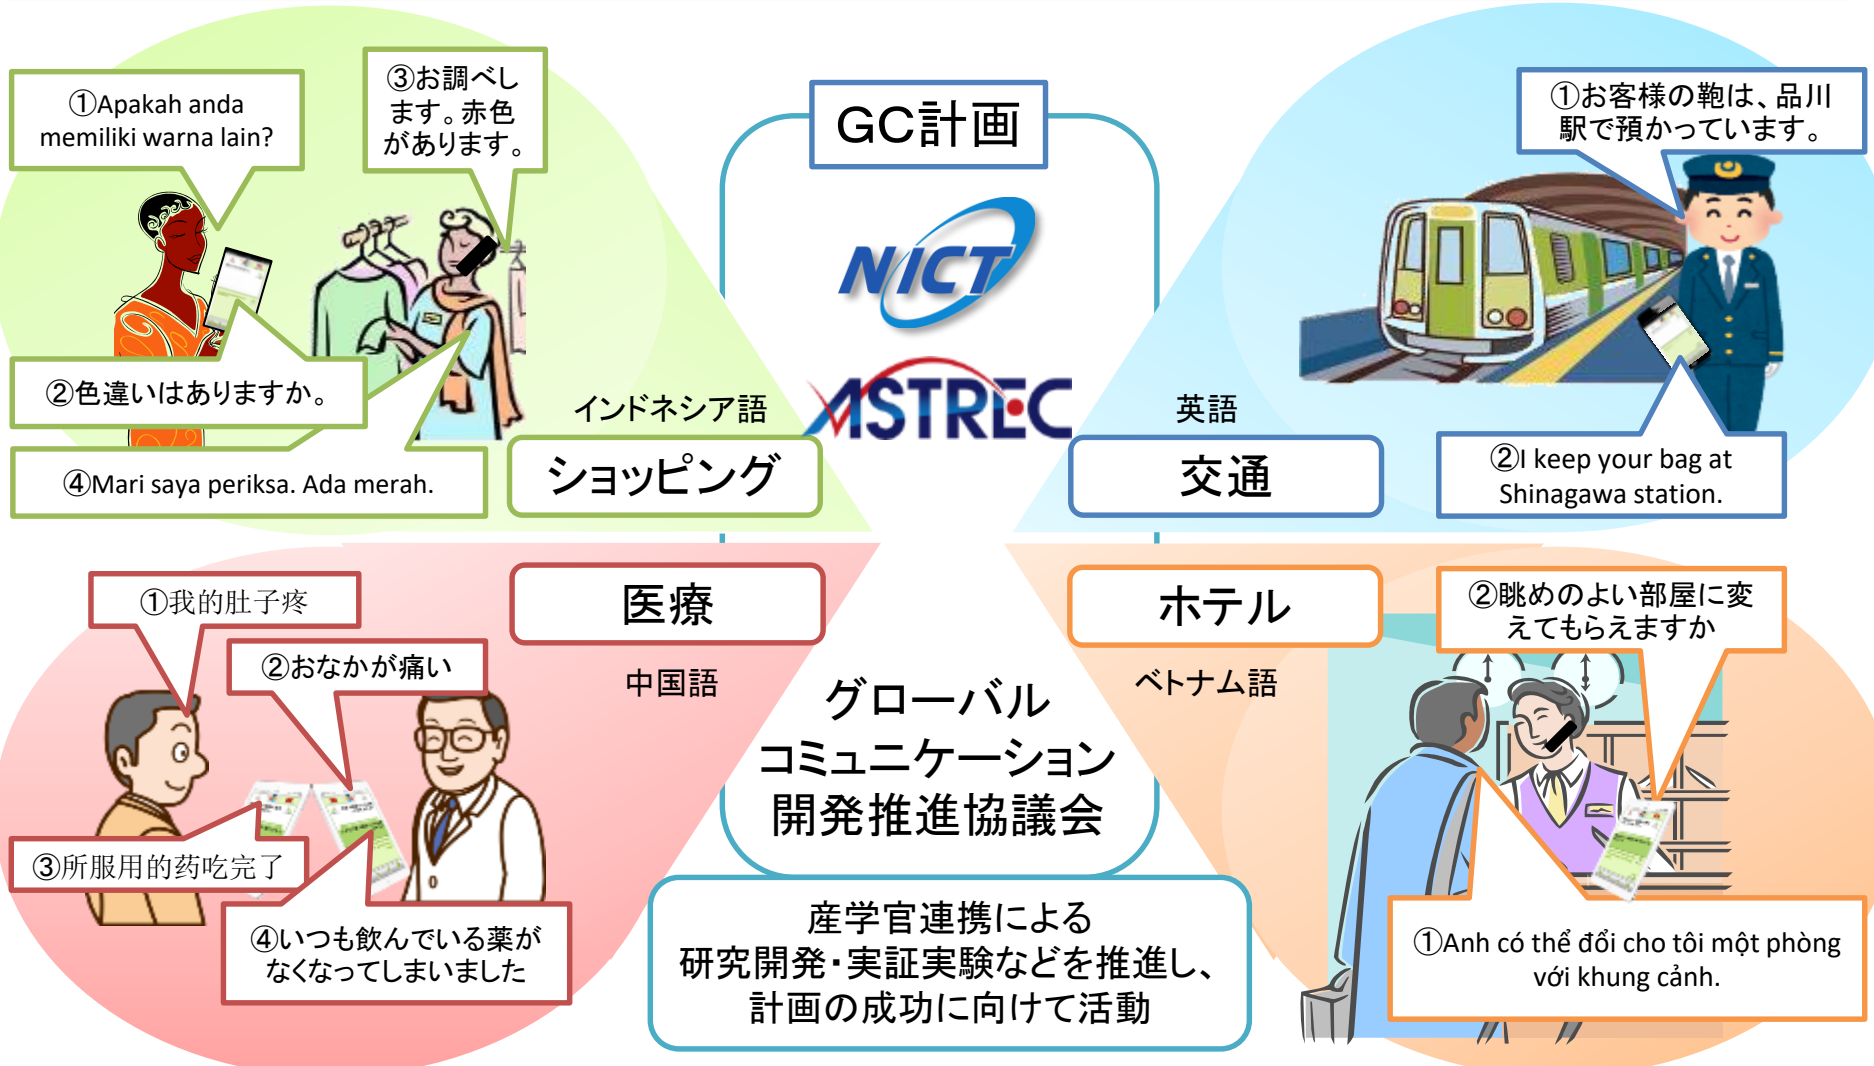 ①Apakah anda
memiliki warna lain?
③お調べし
ます。赤色
があります。
②色違いはありますか。
④Mari saya periksa. Ada merah.
インドネシア語
ショッピング
GC計画
NICT
ASTREC
①お客様の鞄は、品川
駅で預かっています。
英語
交通
②I keep your bag at
Shinagawa station.
①我的肚子疼
②おなかが痛い
③所服用的药吃完了
④いつも飲んでいる薬が
なくなってしまいました
医療
中国語
ホテル
ベトナム語
②眺めのよい部屋に変
えてもらえますか
①Anh có thể đổi cho tôi một phòng
với khung cảnh.
グローバル
コミュニケーション
開発推進協議会
産学官連携による
研究開発・実証実験などを推進し、
計画の成功に向けて活動